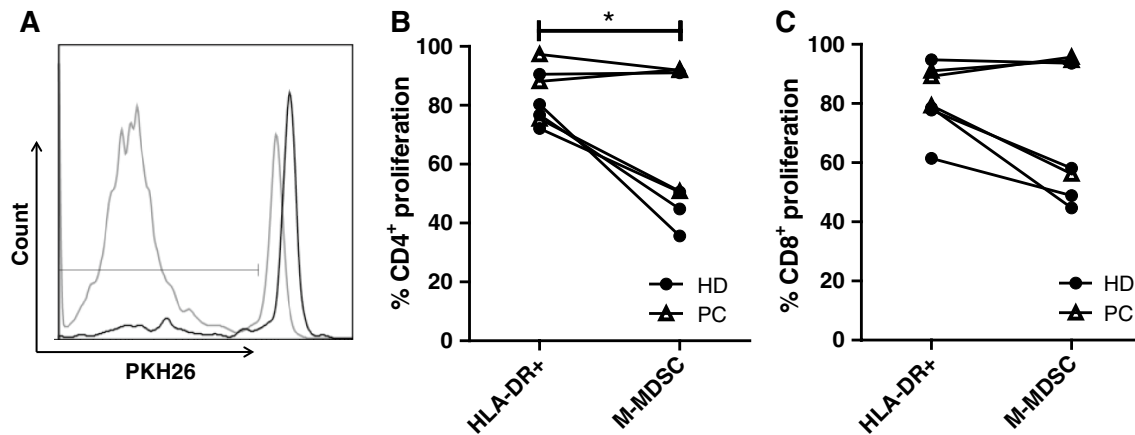 A
Count
PKH26
B
*
% CD4⁺ proliferation
100
80
60
40
20
0
HD
PC
HLA-DR+
M-MDSC
C
% CD8⁺ proliferation
100
80
60
40
20
0
HD
PC
HLA-DR+
M-MDSC